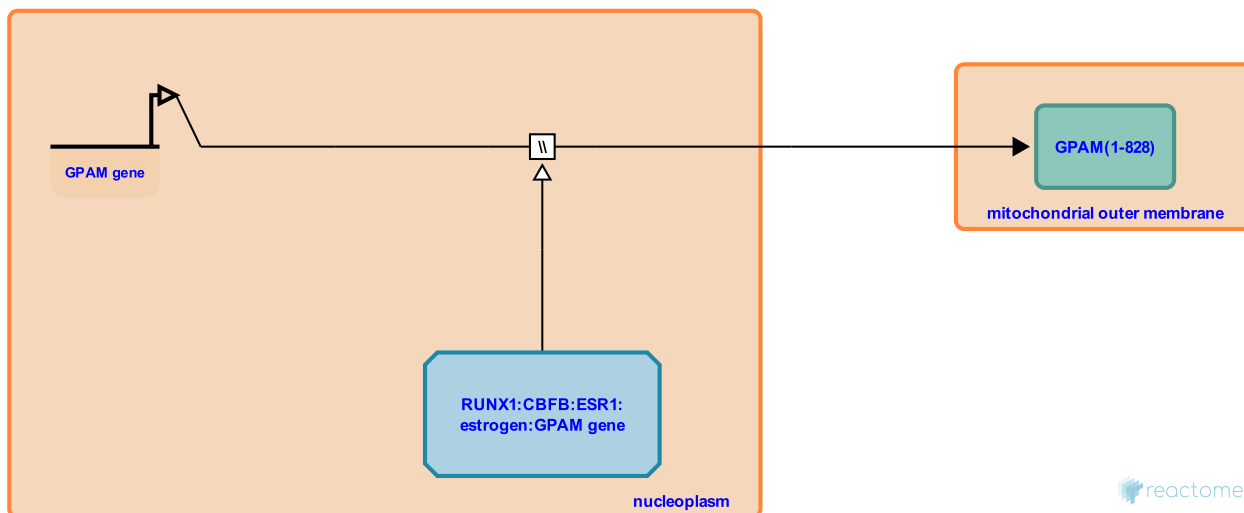 GPAM gene
\\
GPAM(1-828)
mitochondrial outer membrane
RUNX1:CBFB:ESR1:
estrogen:GPAM gene
nucleoplasm
reactome